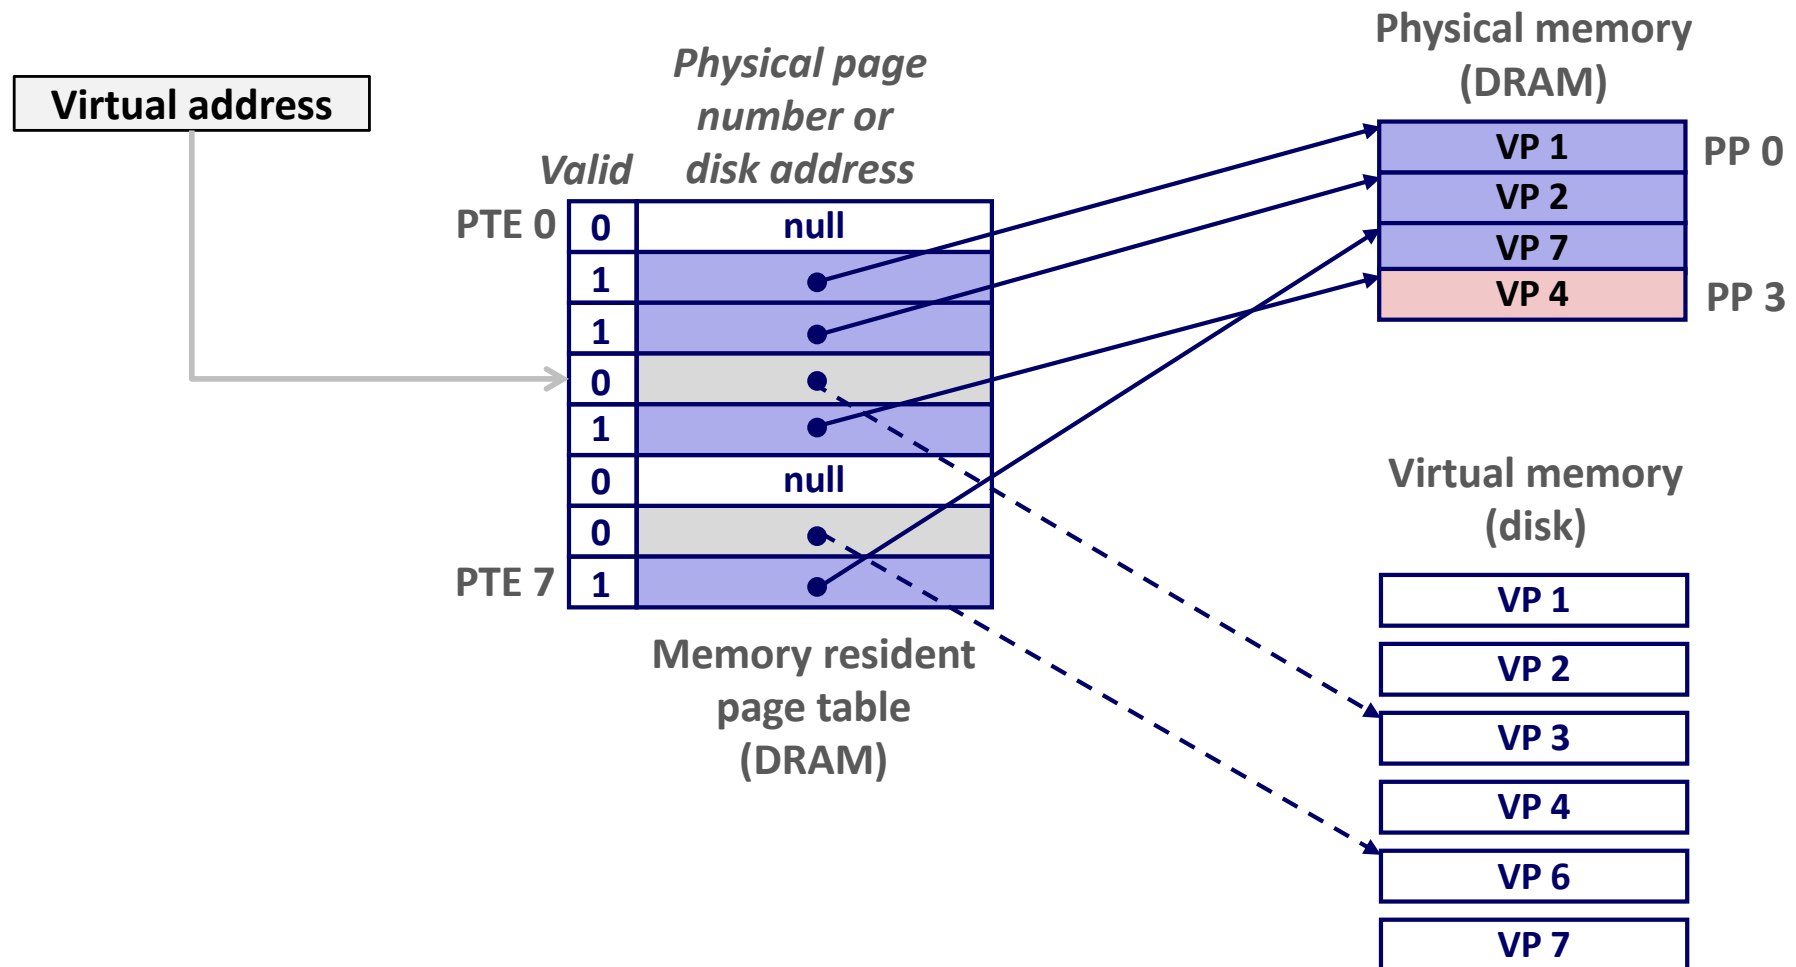 Virtual address
Physical page
number or
disk address
Valid
PTE 0
0
null
1
1
0
1
0
null
0
PTE 7
1
Memory resident
page table
(DRAM)
Physical memory
(DRAM)
VP 1
PP 0
VP 2
VP 7
VP 4
PP 3
Virtual memory
(disk)
VP 1
VP 2
VP 3
VP 4
VP 6
VP 7